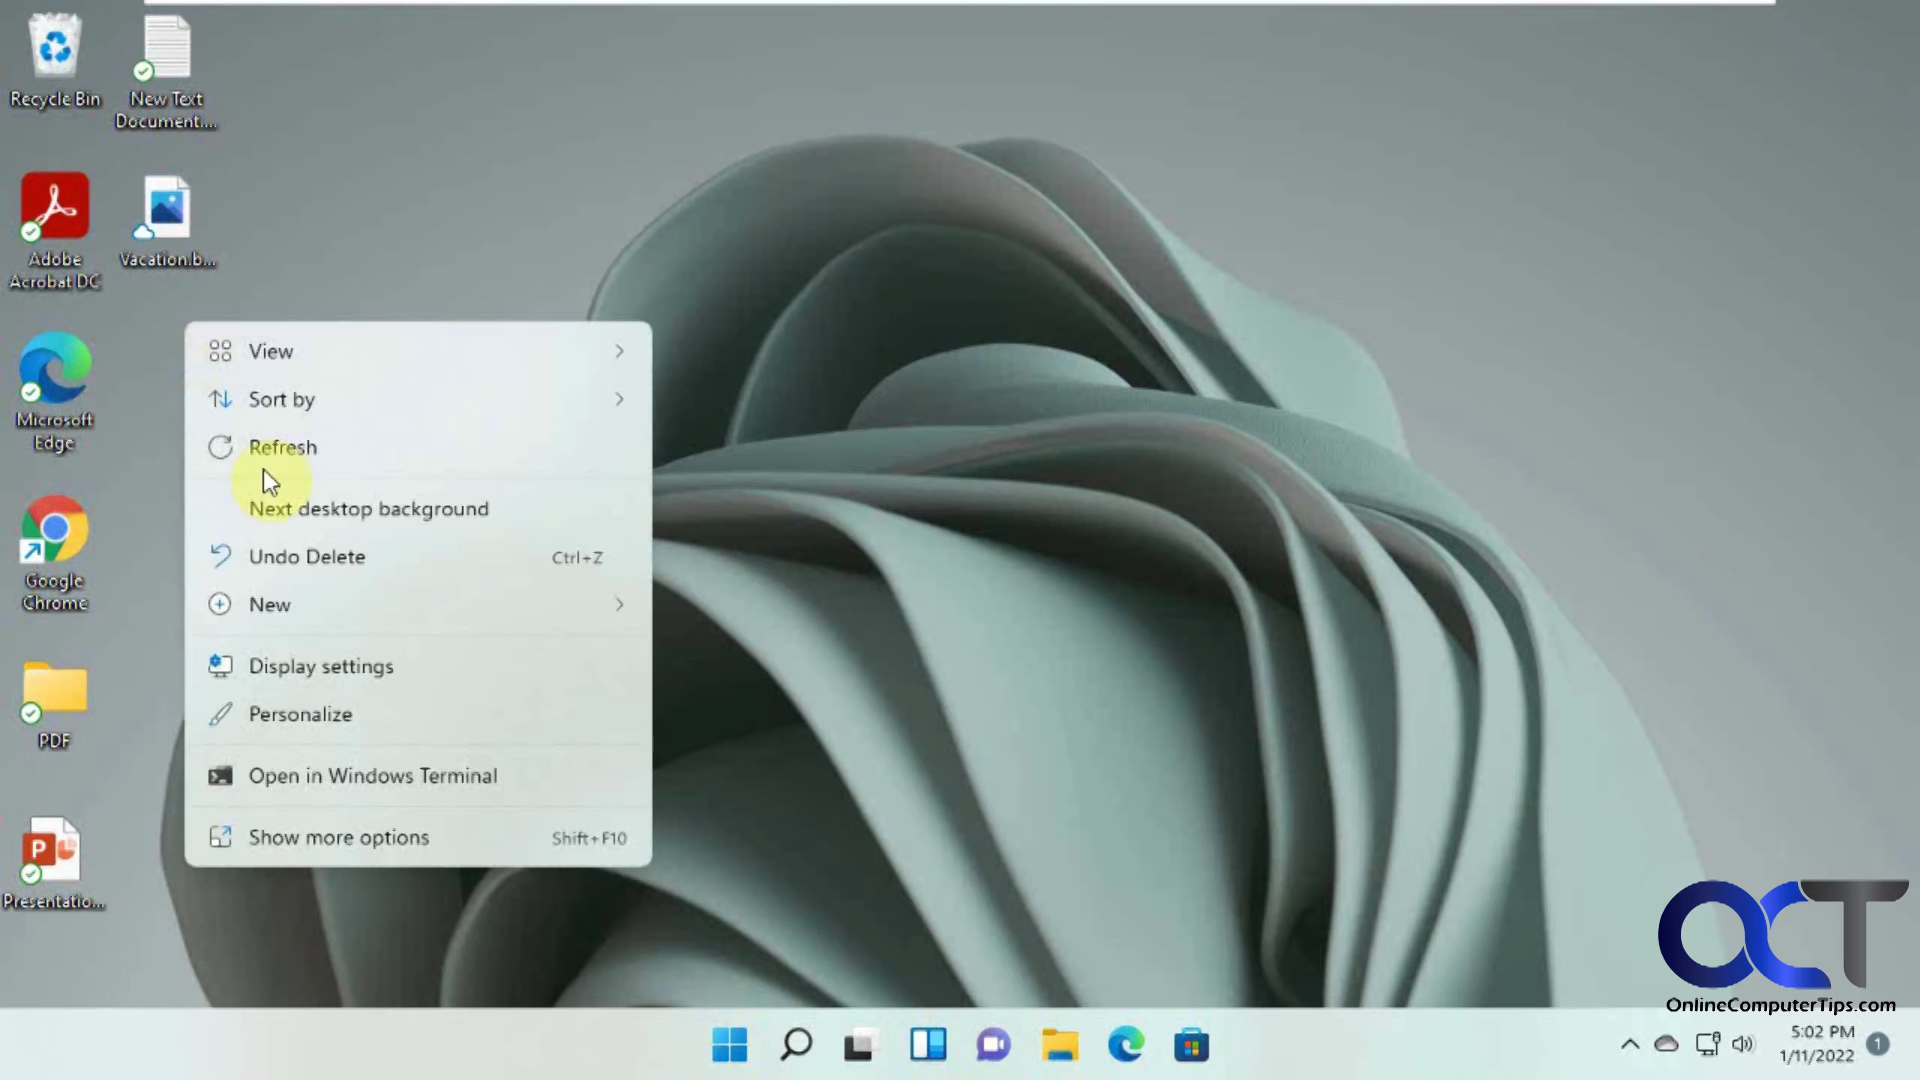 Recycle Bin
New Text
Document....
Adobe
Acrobat DC
Vacation.b...
Microsoft
Edge
Google
Chrome
PDF
Presentatio...
View
Sort by
Refresh
Next desktop background
Undo Delete Ctrl+Z
New
Display settings
Personalize
Open in Windows Terminal
Show more options Shift+F10
OCT
OnlineComputerTips.com
5:02 PM
1/11/2022
1